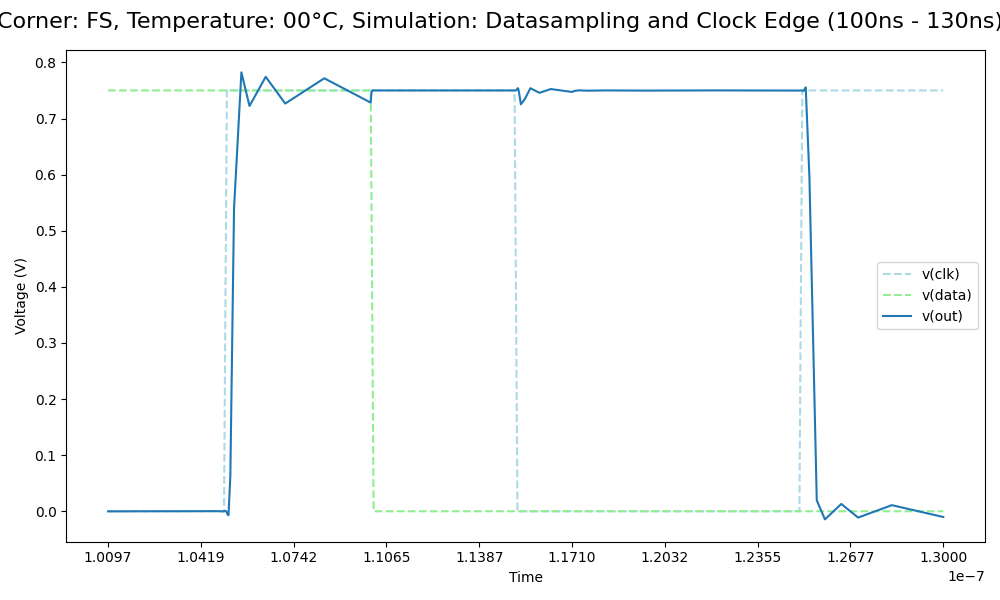 Corner: FS, Temperature: 00°C, Simulation: Datasampling and Clock Edge (100ns - 130ns)
0.8
0.7
0.6
0.5
0.4
0.3
0.2
0.1
0.0
Voltage (V)
v(clk)
v(data)
v(out)
1.0097 1.0419 1.0742 1.1065 1.1387 1.1710 1.2032 1.2355 1.2677 1.3000
1e−7
Time